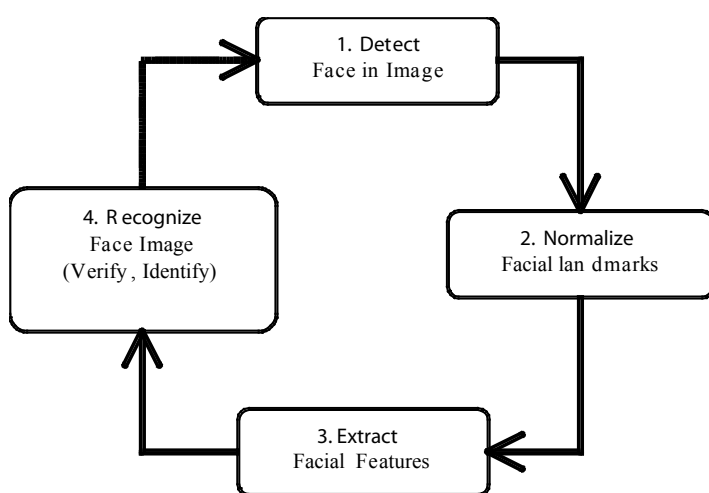 1. Detect
Face in Image
2. Normalize
Facial lan dmarks
3. Extract
Facial Features
4. R ecognize
Face Image
(Verify , Identify)